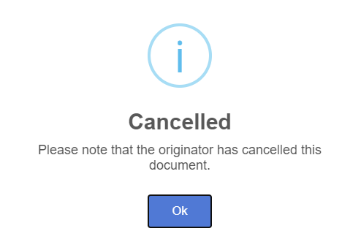 i
Cancelled
Please note that the originator has cancelled this
document.
Ok